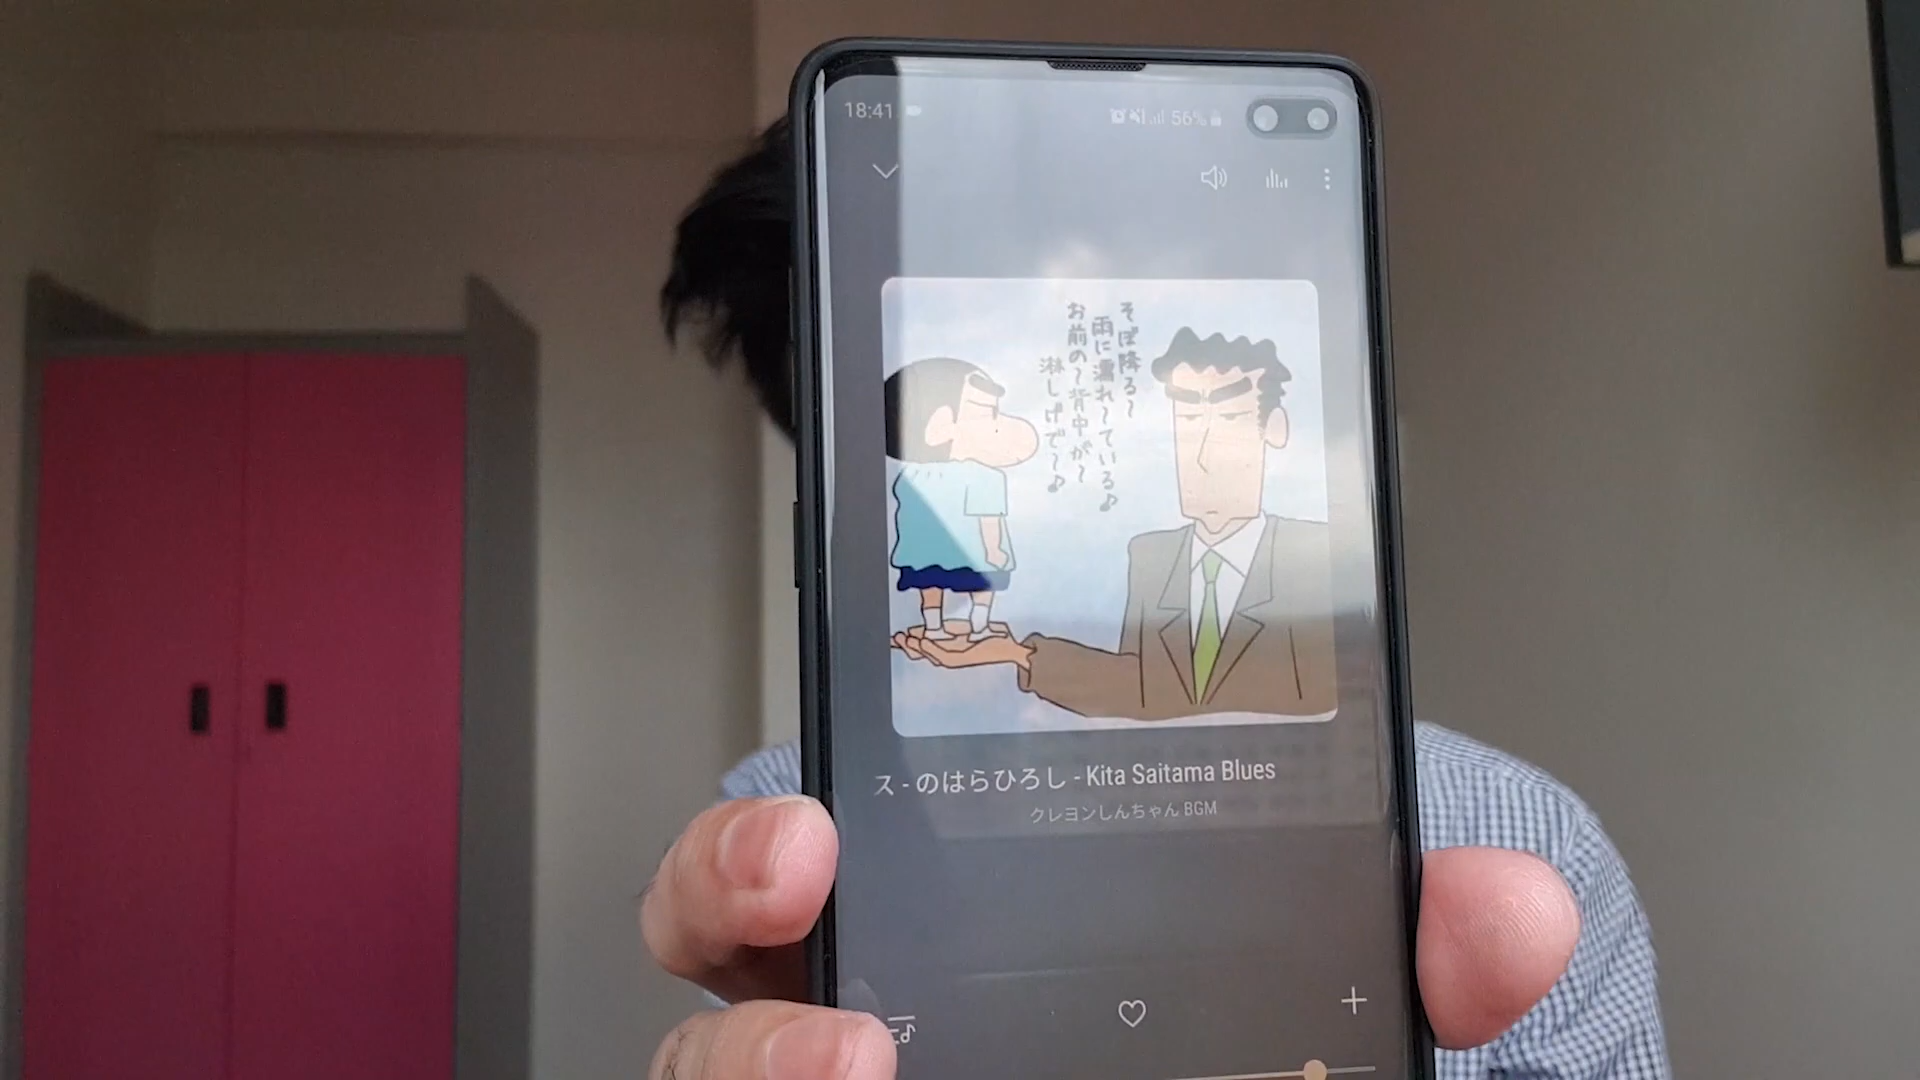 18:41
56%
そぼ降る〜
雨に濡れ〜ている♪
お前の〜背中が〜
淋しげで〜♪
ス - のはらひろし - Kita Saitama Blues
クレヨンしんちゃん BGM